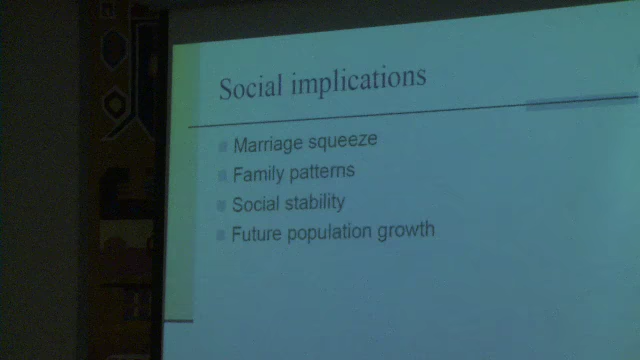 Social implications
Marriage squeeze
Family patterns
Social stability
Future population growth